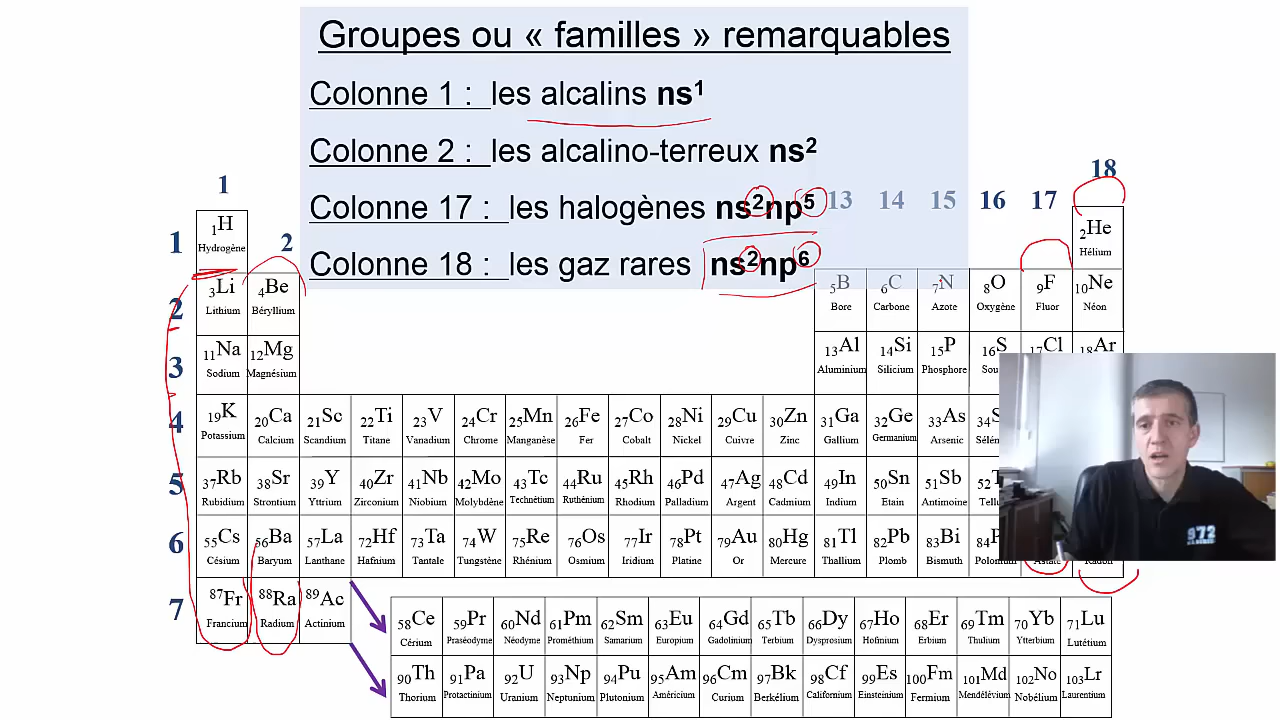 Groupes ou « familles » remarquables
Colonne 1 : les alcalins ns¹
Colonne 2 : les alcalino-terreux ns²
Colonne 17 : les halogènes ns²np⁵
Colonne 18 : les gaz rares ns²np⁶
1 2 13 14 15 16 17 18
1 ₁H ₂He
Hydrogène Hélium
2 ₃Li ₄Be ₅B ₆C ₇N ₈O ₉F ₁₀Ne
Lithium Béryllium Bore Carbone Azote Oxygène Fluor Néon
3 ₁₁Na ₁₂Mg ₁₃Al ₁₄Si ₁₅P ₁₆S ₁₇Cl ₁₈Ar
Sodium Magnésium Aluminium Silicium Phosphore Sou
4 ₁₉K ₂₀Ca ₂₁Sc ₂₂Ti ₂₃V ₂₄Cr ₂₅Mn ₂₆Fe ₂₇Co ₂₈Ni ₂₉Cu ₃₀Zn ₃₁Ga ₃₂Ge ₃₃As ₃₄S
Potassium Calcium Scandium Titane Vanadium Chrome Manganèse Fer Cobalt Nickel Cuivre Zinc Gallium Germanium Arsenic Sélén
5 ₃₇Rb ₃₈Sr ₃₉Y ₄₀Zr ₄₁Nb ₄₂Mo ₄₃Tc ₄₄Ru ₄₅Rh ₄₆Pd ₄₇Ag ₄₈Cd ₄₉In ₅₀Sn ₅₁Sb ₅₂T
Rubidium Strontium Yttrium Zirconium Niobium Molybdène Technétium Ruthénium Rhodium Palladium Argent Cadmium Indium Etain Antimoine Tellu
6 ₅₅Cs ₅₆Ba ₅₇La ₇₂Hf ₇₃Ta ₇₄W ₇₅Re ₇₆Os ₇₇Ir ₇₈Pt ₇₉Au ₈₀Hg ₈₁Tl ₈₂Pb ₈₃Bi ₈₄P
Césium Baryum Lanthane Hafnium Tantale Tungstène Rhénium Osmium Iridium Platine Or Mercure Thallium Plomb Bismuth Polonium Astate Radon
7 ⁸⁷Fr ⁸⁸Ra ⁸⁹Ac
Francium Radium Actinium
₅₈Ce ₅₉Pr ₆₀Nd ₆₁Pm ₆₂Sm ₆₃Eu ₆₄Gd ₆₅Tb ₆₆Dy ₆₇Ho ₆₈Er ₆₉Tm ₇₀Yb ₇₁Lu
Cérium Praséodyme Néodyme Prométhium Samarium Europium Gadolinium Terbium Dysprosium Holmium Erbium Thulium Ytterbium Lutétium
₉₀Th ₉₁Pa ₉₂U ₉₃Np ₉₄Pu ₉₅Am ₉₆Cm ₉₇Bk ₉₈Cf ₉₉Es ₁₀₀Fm ₁₀₁Md ₁₀₂No ₁₀₃Lr
Thorium Protactinium Uranium Neptunium Plutonium Américium Curium Berkélium Californium Einsteinium Fermium Mendélévium Nobélium Laurentium
972